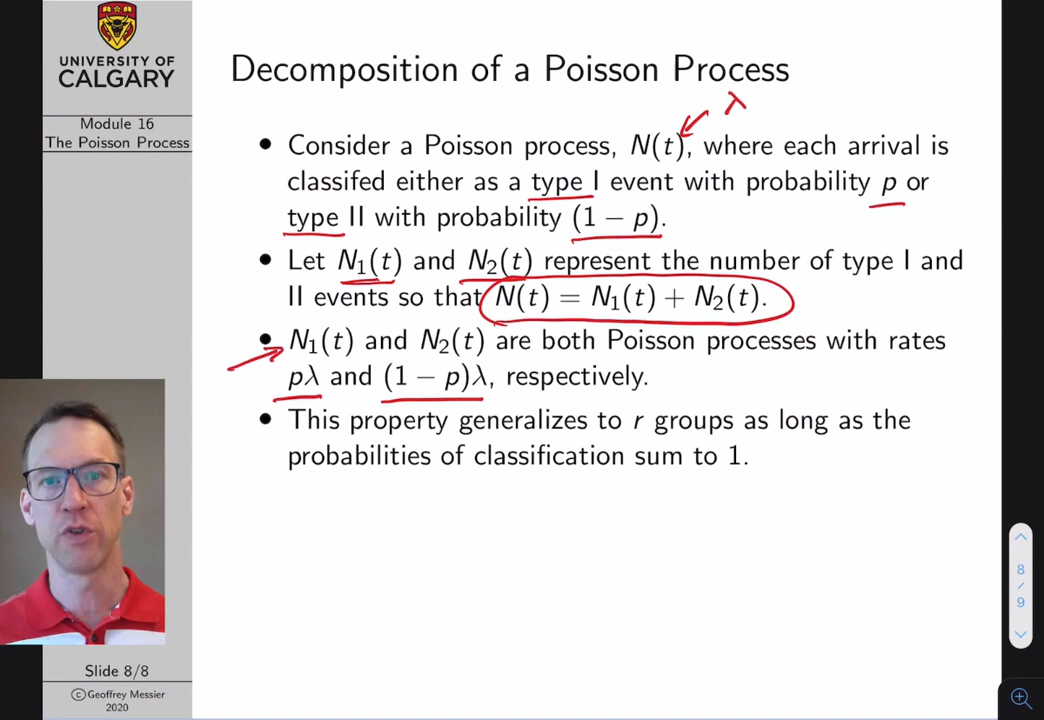 UNIVERSITY OF
CALGARY
Module 16
The Poisson Process
Decomposition of a Poisson Process
λ
• Consider a Poisson process, N(t), where each arrival is
classifed either as a type I event with probability p or
type II with probability (1 − p).
• Let N₁(t) and N₂(t) represent the number of type I and
II events so that N(t) = N₁(t) + N₂(t).
• N₁(t) and N₂(t) are both Poisson processes with rates
pλ and (1 − p)λ, respectively.
• This property generalizes to r groups as long as the
probabilities of classification sum to 1.
Slide 8/8
© Geoffrey Messier
2020
8
/
9